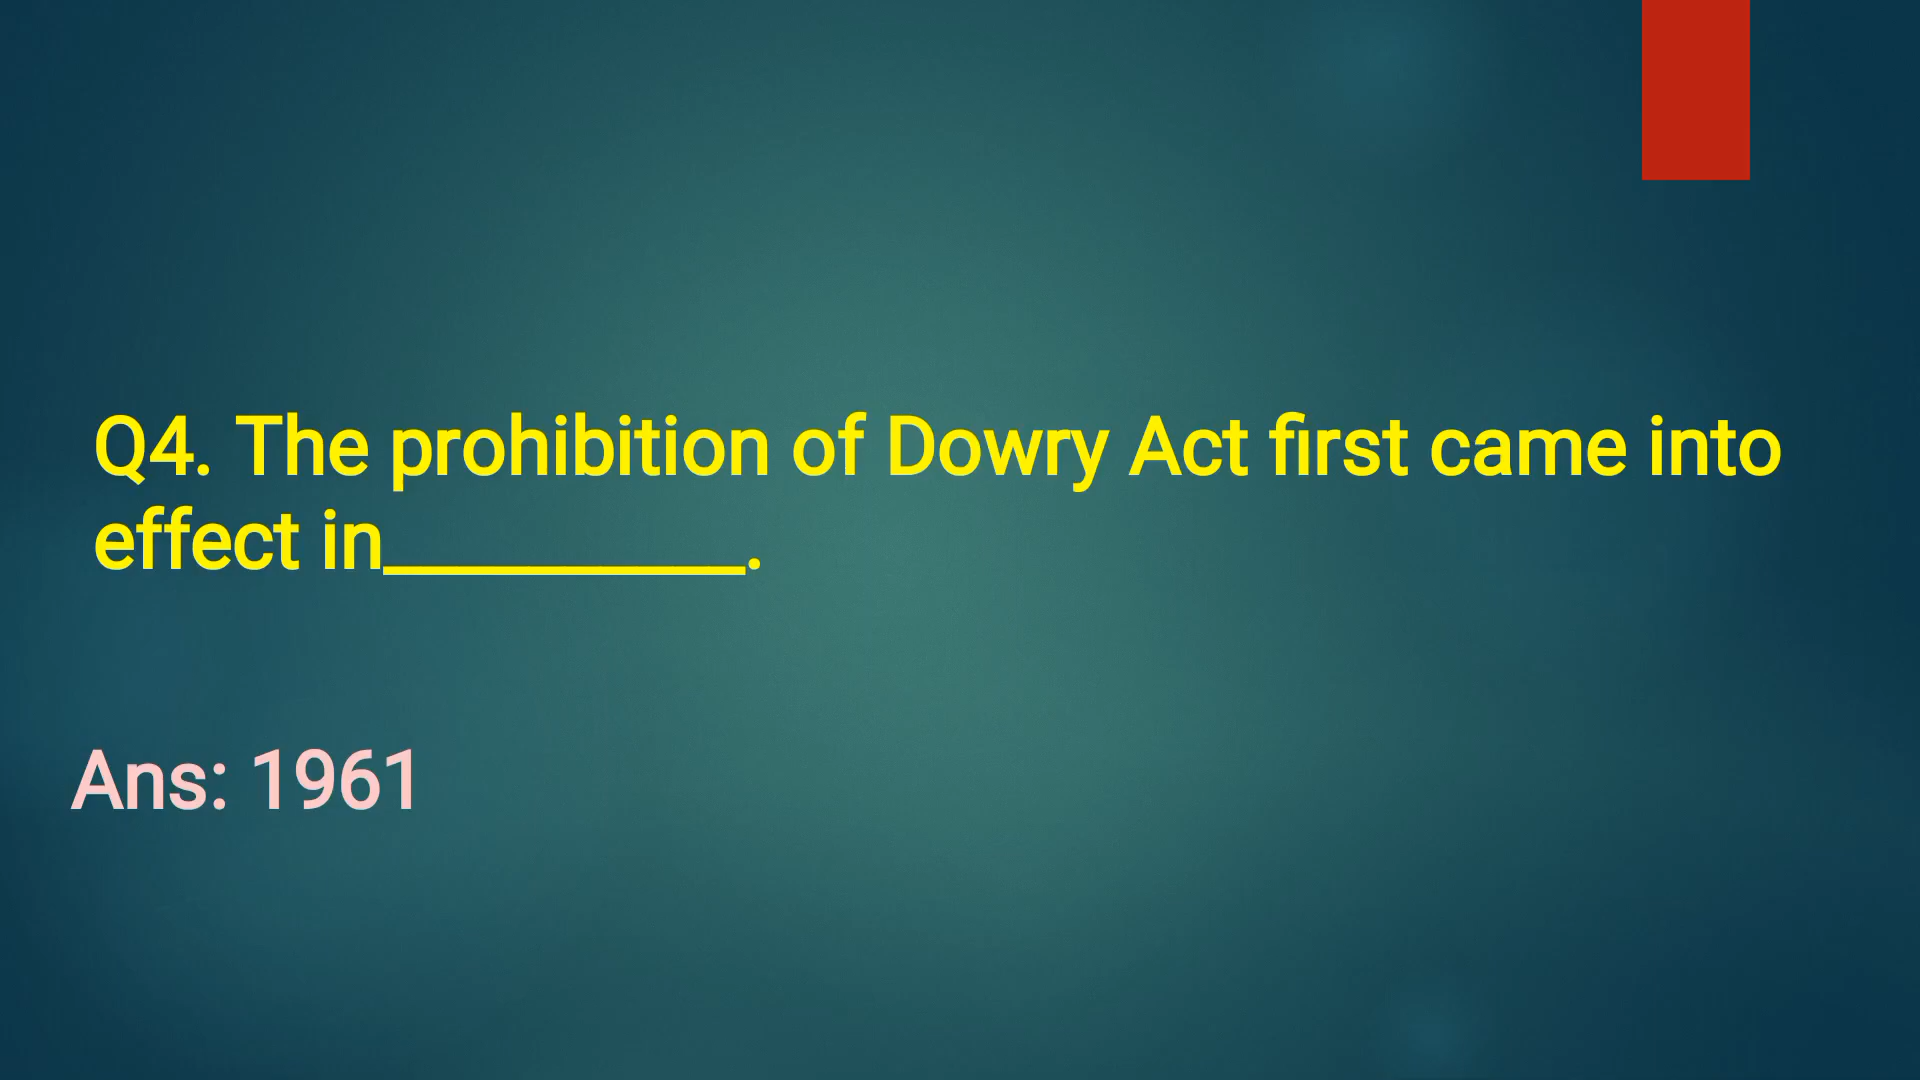 Q4. The prohibition of Dowry Act first came into
effect in__________.
Ans: 1961